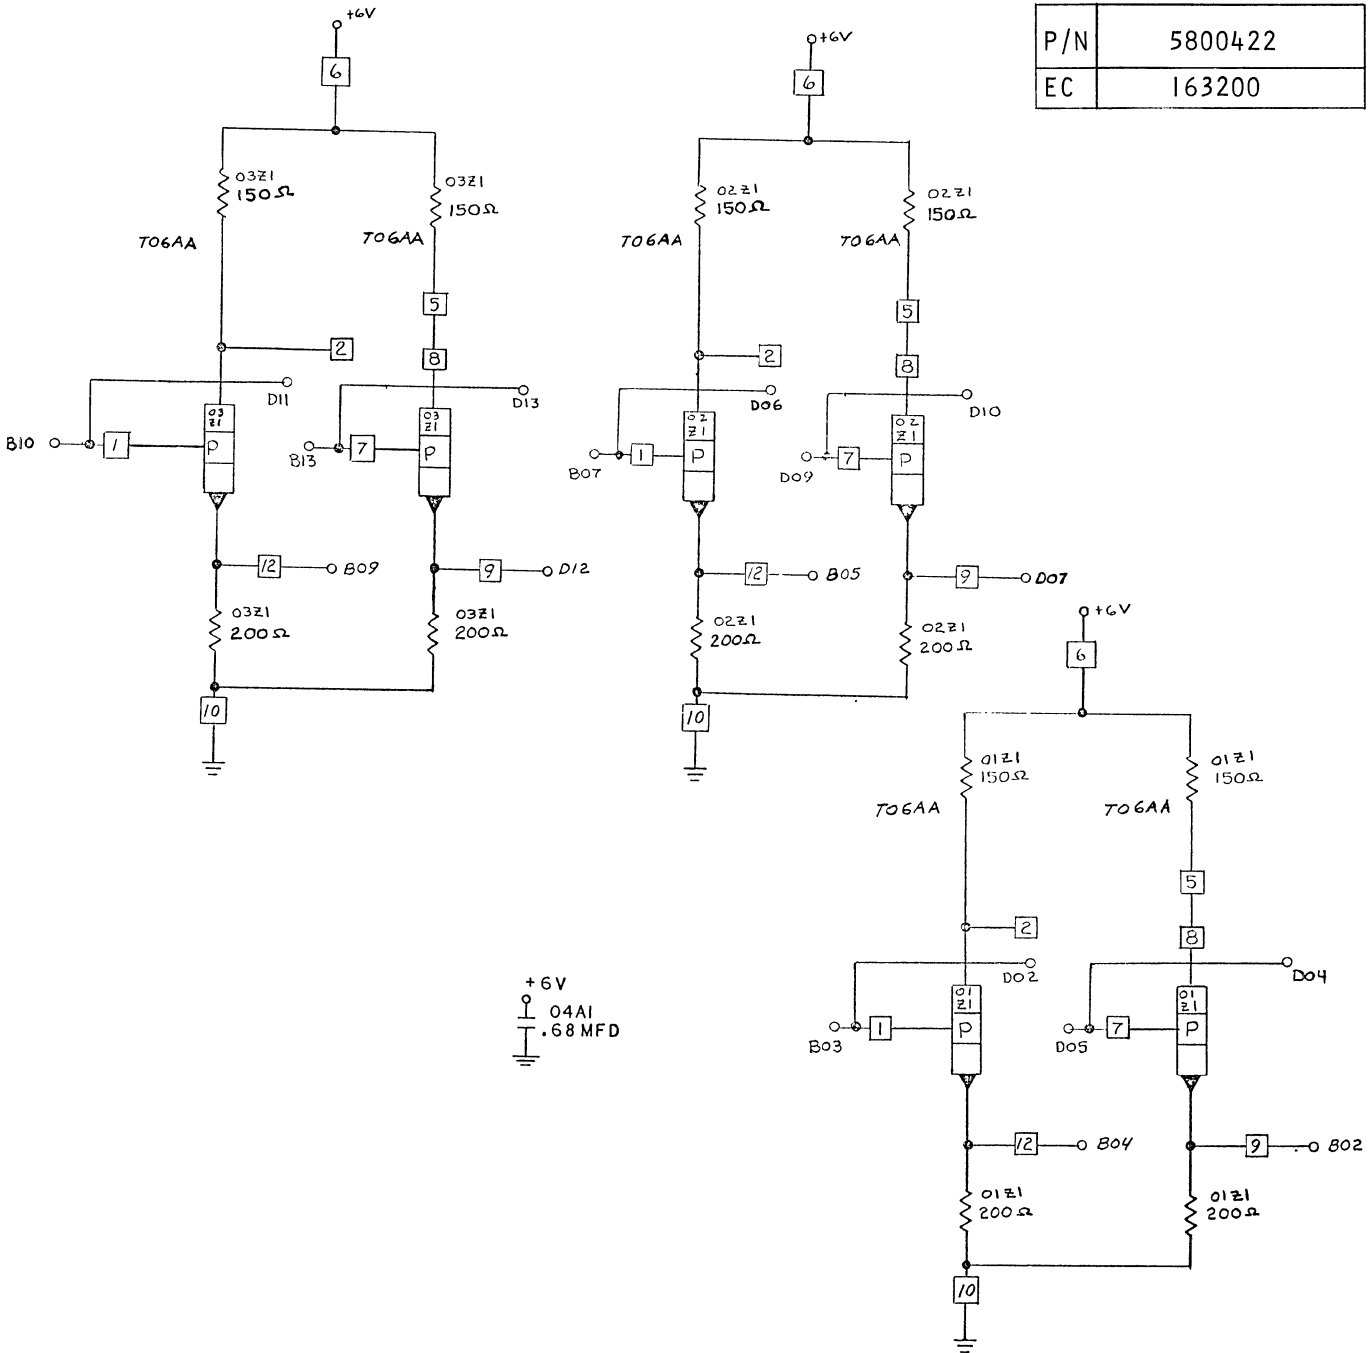 P/N 5800422
EC 163200
+6V
6
03Z1
150Ω
03Z1
150Ω
T06AA
T06AA
5
2
8
D11
D13
03
Z1
P
03
Z1
P
B10
1
B13
7
12
B09
9
D12
03Z1
200Ω
03Z1
200Ω
10
+6V
6
02Z1
150Ω
02Z1
150Ω
T06AA
T06AA
5
2
8
D06
D10
02
Z1
P
02
Z1
P
B07
1
D09
7
12
B05
9
D07
02Z1
200Ω
02Z1
200Ω
10
+6V
6
01Z1
150Ω
01Z1
150Ω
T06AA
T06AA
5
2
8
D02
D04
01
Z1
P
01
Z1
P
B03
1
D05
7
12
B04
9
B02
01Z1
200Ω
01Z1
200Ω
10
+6V
04A1
.68 MFD